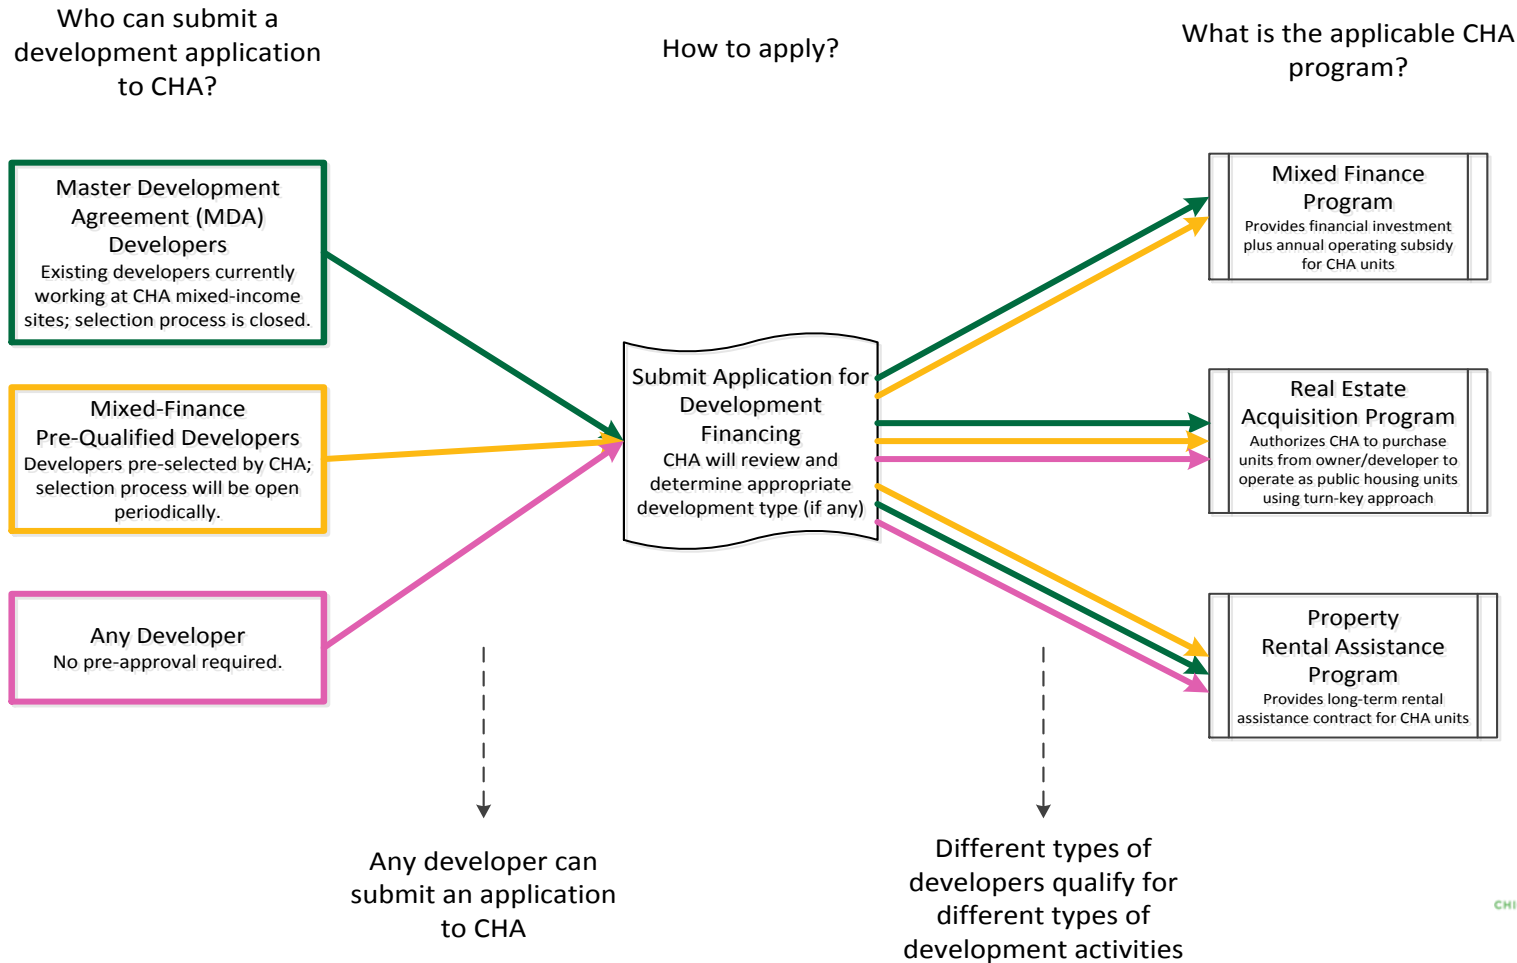 Who can submit a
development application
to CHA?
How to apply?
What is the applicable CHA
program?
Master Development
Agreement (MDA)
Developers
Existing developers currently
working at CHA mixed-income
sites; selection process is closed.
Mixed-Finance
Pre-Qualified Developers
Developers pre-selected by CHA;
selection process will be open
periodically.
Any Developer
No pre-approval required.
Submit Application for
Development
Financing
CHA will review and
determine appropriate
development type (if any)
Mixed Finance
Program
Provides financial investment
plus annual operating subsidy
for CHA units
Real Estate
Acquisition Program
Authorizes CHA to purchase
units from owner/developer to
operate as public housing units
using turn-key approach
Property
Rental Assistance
Program
Provides long-term rental
assistance contract for CHA units
Any developer can
submit an application
to CHA
Different types of
developers qualify for
different types of
development activities
CHI